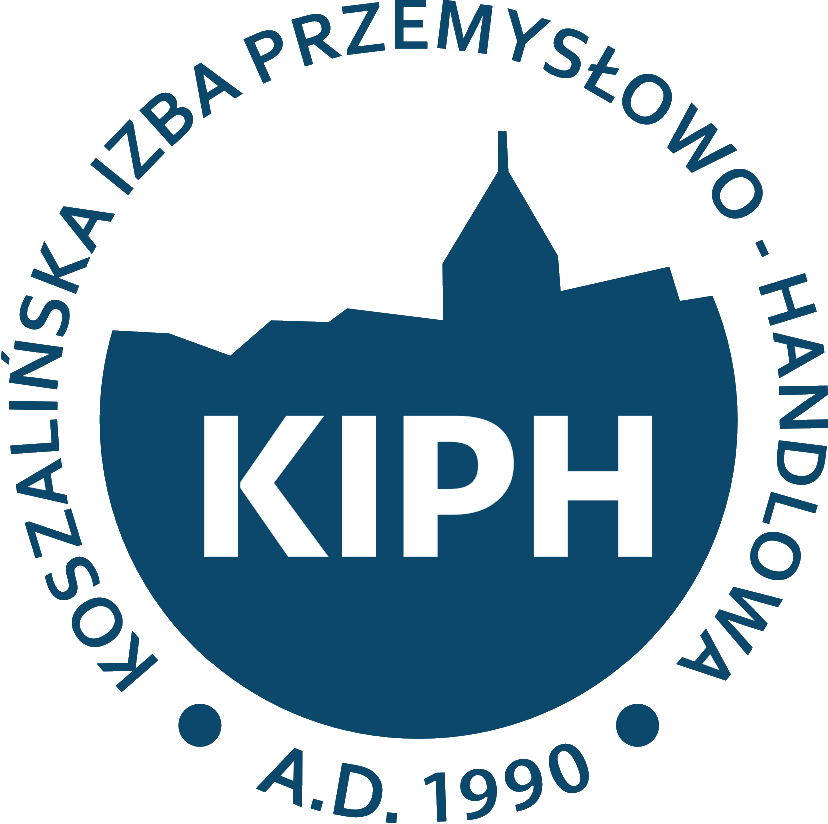 KOSZALIŃSKA IZBA PRZEMYSŁOWO - HANDLOWA
KIPH
A.D. 1990